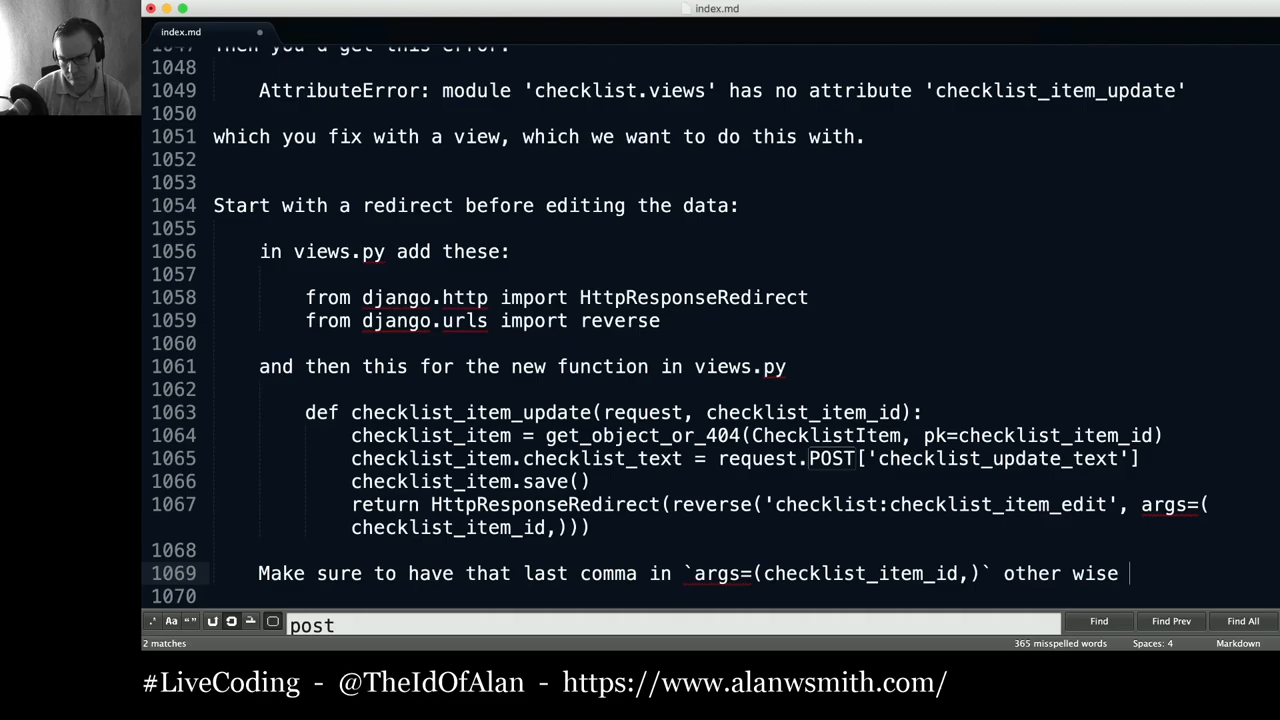 index.md
index.md
1047 Then you'd get this error:
1048
1049 AttributeError: module 'checklist.views' has no attribute 'checklist_item_update'
1050
1051 which you fix with a view, which we want to do this with.
1052
1053
1054 Start with a redirect before editing the data:
1055
1056 in views.py add these:
1057
1058 from django.http import HttpResponseRedirect
1059 from django.urls import reverse
1060
1061 and then this for the new function in views.py
1062
1063 def checklist_item_update(request, checklist_item_id):
1064 checklist_item = get_object_or_404(ChecklistItem, pk=checklist_item_id)
1065 checklist_item.checklist_text = request.POST['checklist_update_text']
1066 checklist_item.save()
1067 return HttpResponseRedirect(reverse('checklist:checklist_item_edit', args=(
checklist_item_id,)))
1068
1069 Make sure to have that last comma in `args=(checklist_item_id,)` other wise
1070
.* Aa “” post Find Find Prev Find All
2 matches 365 misspelled words Spaces: 4 Markdown
#LiveCoding - @TheIdOfAlan - https://www.alanwsmith.com/